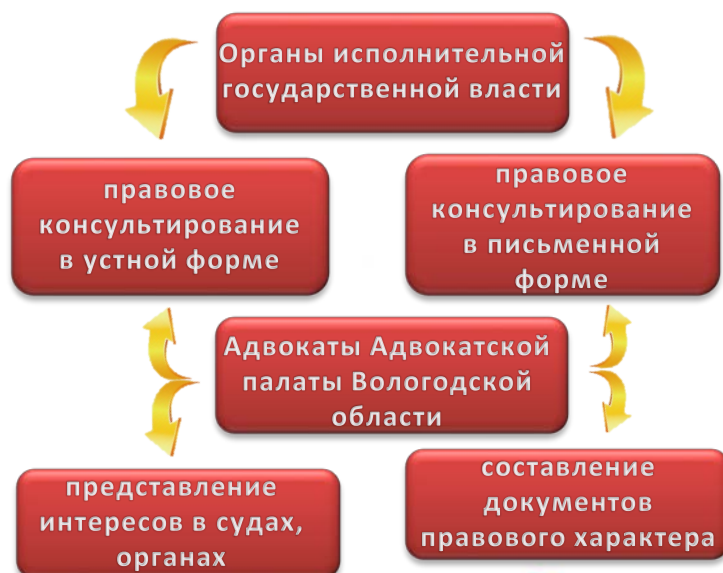 Органы исполнительной
государственной власти
правовое
консультирование
в устной форме
правовое
консультирование
в письменной
форме
Адвокаты Адвокатской
палаты Вологодской
области
представление
интересов в судах,
органах
составление
документов
правового характера